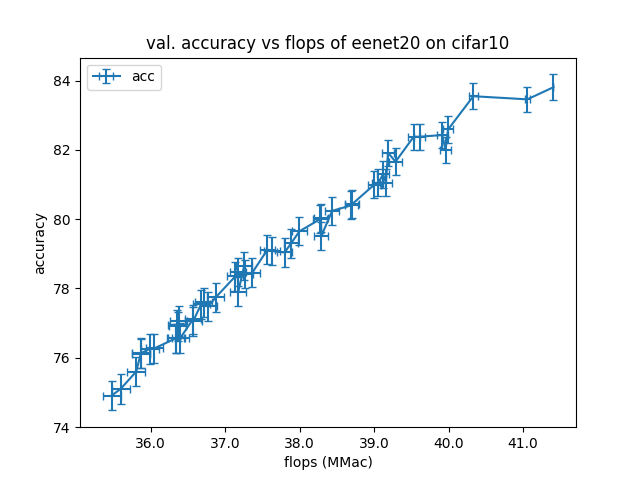 val. accuracy vs flops of eenet20 on cifar10
acc
84
82
80
78
76
74
accuracy
36.0 37.0 38.0 39.0 40.0 41.0
flops (MMac)